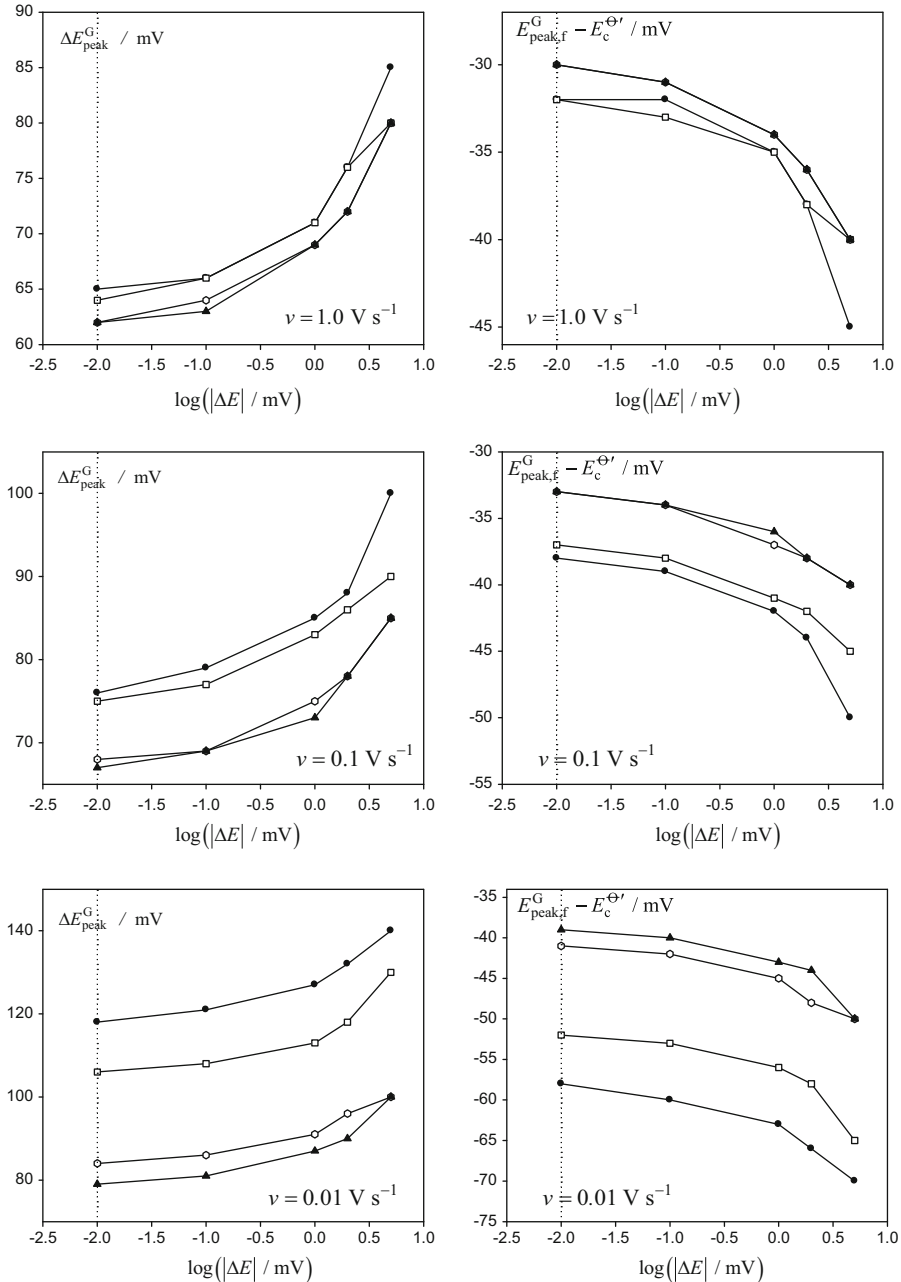 ΔE^G_peak / mV
90
85
80
75
70
65
60
v = 1.0 V s⁻¹
-2.5 -2.0 -1.5 -1.0 -0.5 0.0 0.5 1.0
log(|ΔE| / mV)
E^G_peak,f − E_c^Θ′ / mV
-30
-35
-40
-45
v = 1.0 V s⁻¹
-2.5 -2.0 -1.5 -1.0 -0.5 0.0 0.5 1.0
log(|ΔE| / mV)
ΔE^G_peak / mV
100
90
80
70
v = 0.1 V s⁻¹
-2.5 -2.0 -1.5 -1.0 -0.5 0.0 0.5 1.0
log(|ΔE| / mV)
E^G_peak,f − E_c^Θ′ / mV
-30
-35
-40
-45
-50
-55
v = 0.1 V s⁻¹
-2.5 -2.0 -1.5 -1.0 -0.5 0.0 0.5 1.0
log(|ΔE| / mV)
ΔE^G_peak / mV
140
120
100
80
v = 0.01 V s⁻¹
-2.5 -2.0 -1.5 -1.0 -0.5 0.0 0.5 1.0
log(|ΔE| / mV)
E^G_peak,f − E_c^Θ′ / mV
-35
-40
-45
-50
-55
-60
-65
-70
-75
v = 0.01 V s⁻¹
-2.5 -2.0 -1.5 -1.0 -0.5 0.0 0.5 1.0
log(|ΔE| / mV)